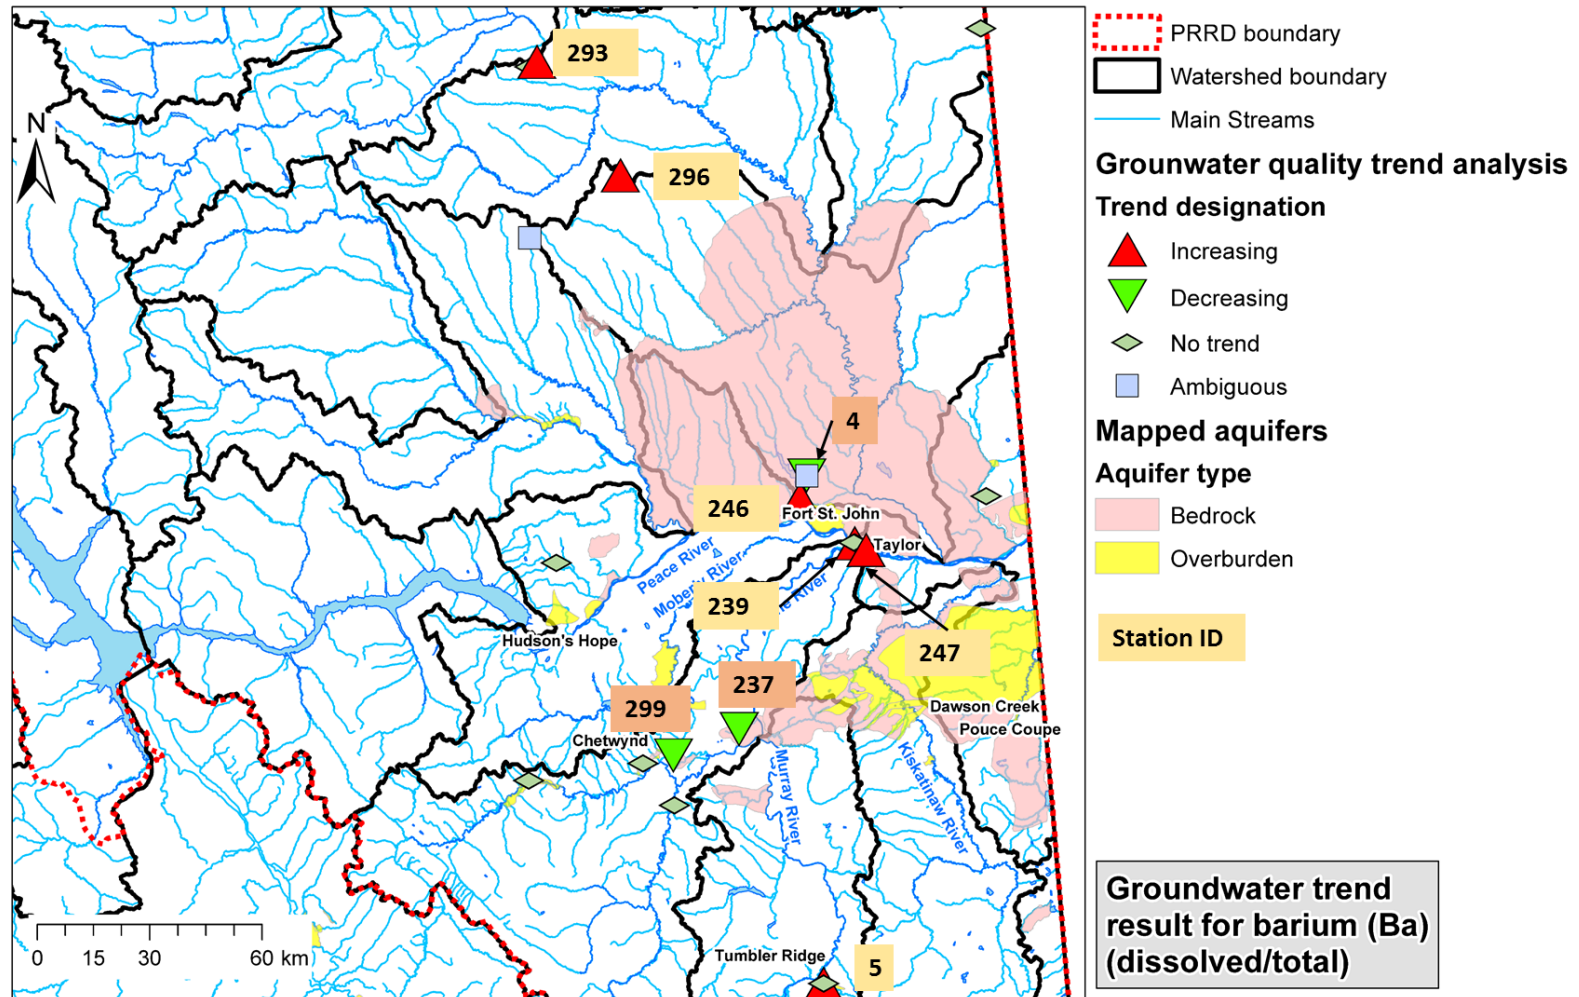 N
293
296
4
246
Fort St. John
Taylor
Peace River
Moberly River
239
River
247
Hudson's Hope
237
299
Dawson Creek
Pouce Coupe
Chetwynd
Murray River
Kiskatinaw River
Tumbler Ridge
5
0 15 30 60 km
PRRD boundary
Watershed boundary
Main Streams
Grounwater quality trend analysis
Trend designation
Increasing
Decreasing
No trend
Ambiguous
Mapped aquifers
Aquifer type
Bedrock
Overburden
Station ID
Groundwater trend
result for barium (Ba)
(dissolved/total)